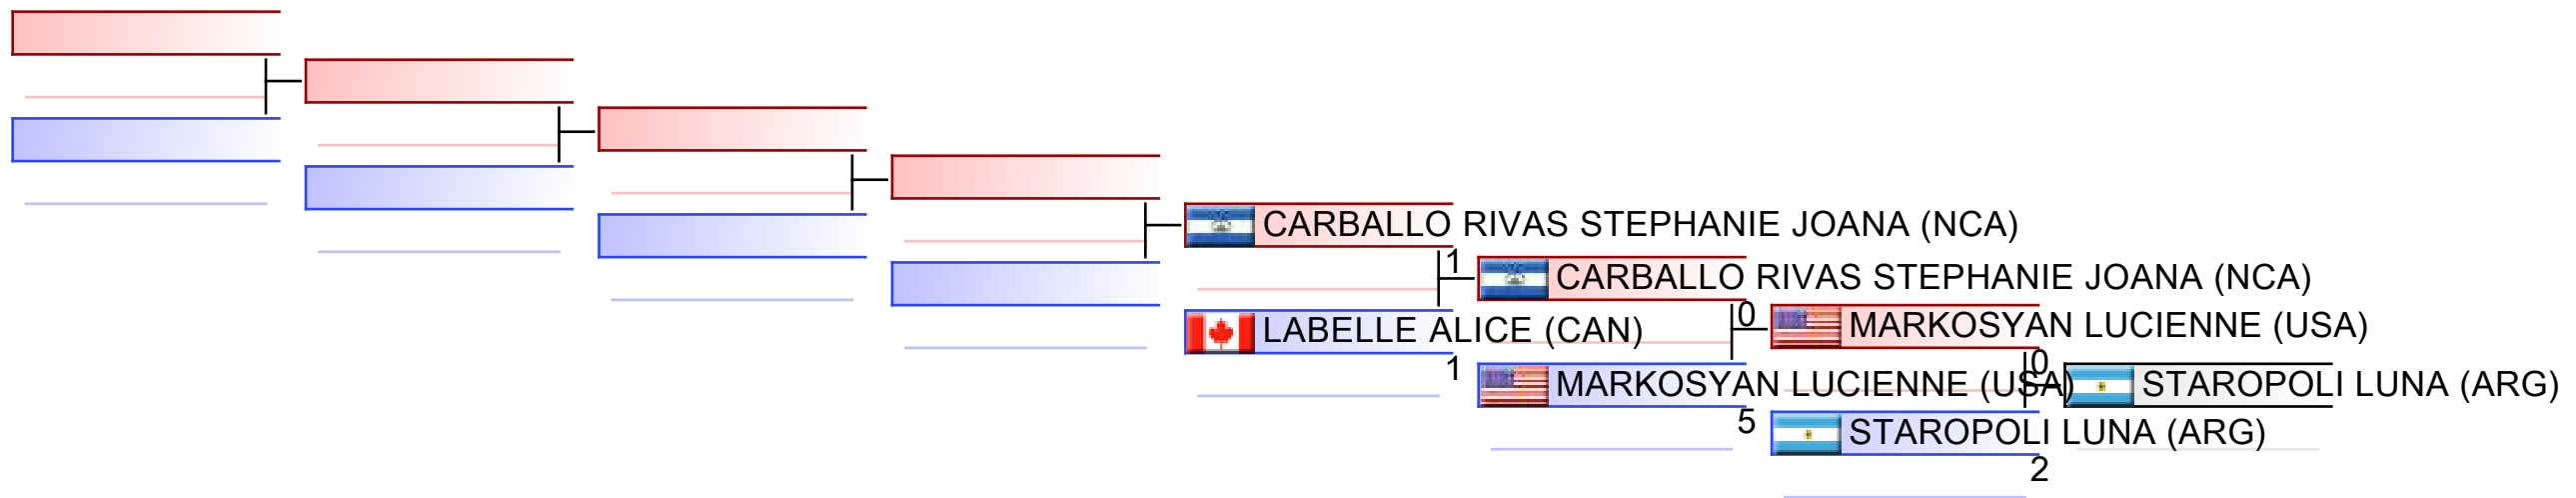 CARBALLO RIVAS STEPHANIE JOANA (NCA)
1
CARBALLO RIVAS STEPHANIE JOANA (NCA)
LABELLE ALICE (CAN)
0
MARKOSYAN LUCIENNE (USA)
1
MARKOSYAN LUCIENNE (USA)
0
STAROPOLI LUNA (ARG)
5
STAROPOLI LUNA (ARG)
2